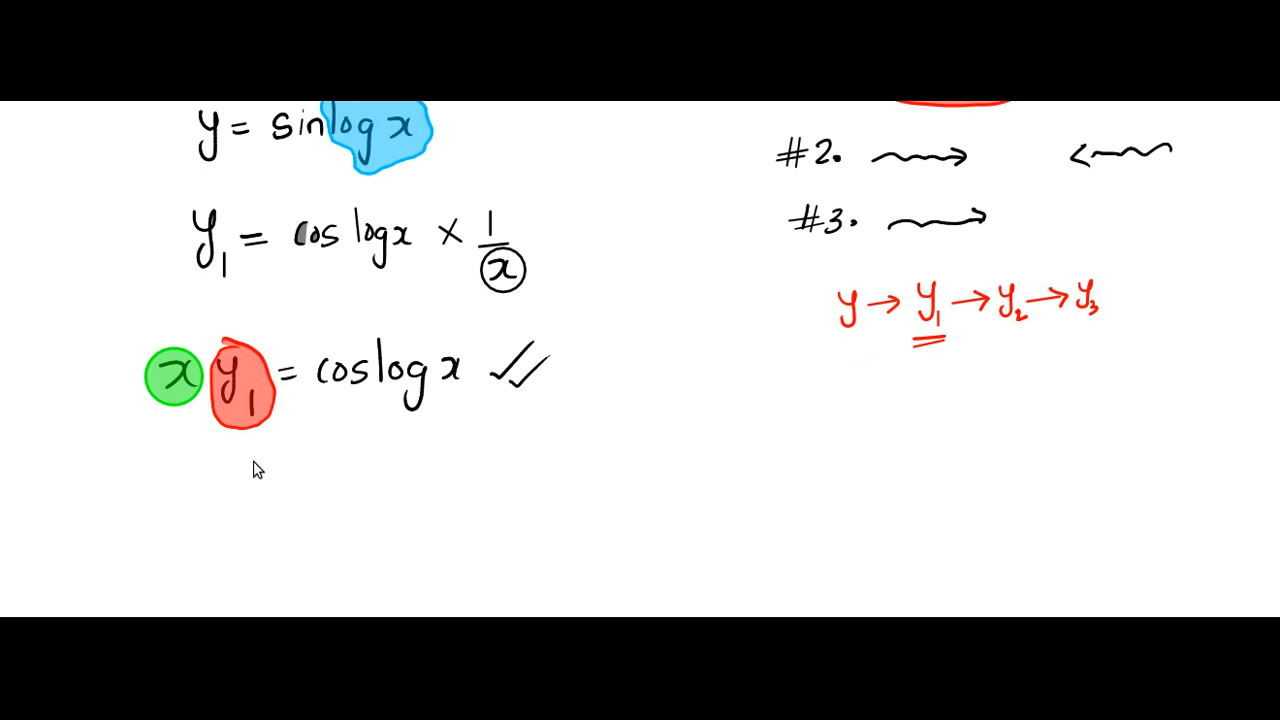 y = sin log x
y₁ = cos log x × 1/x
x y₁ = cos log x
#2.
#3.
y → y₁ → y₂ → y₃